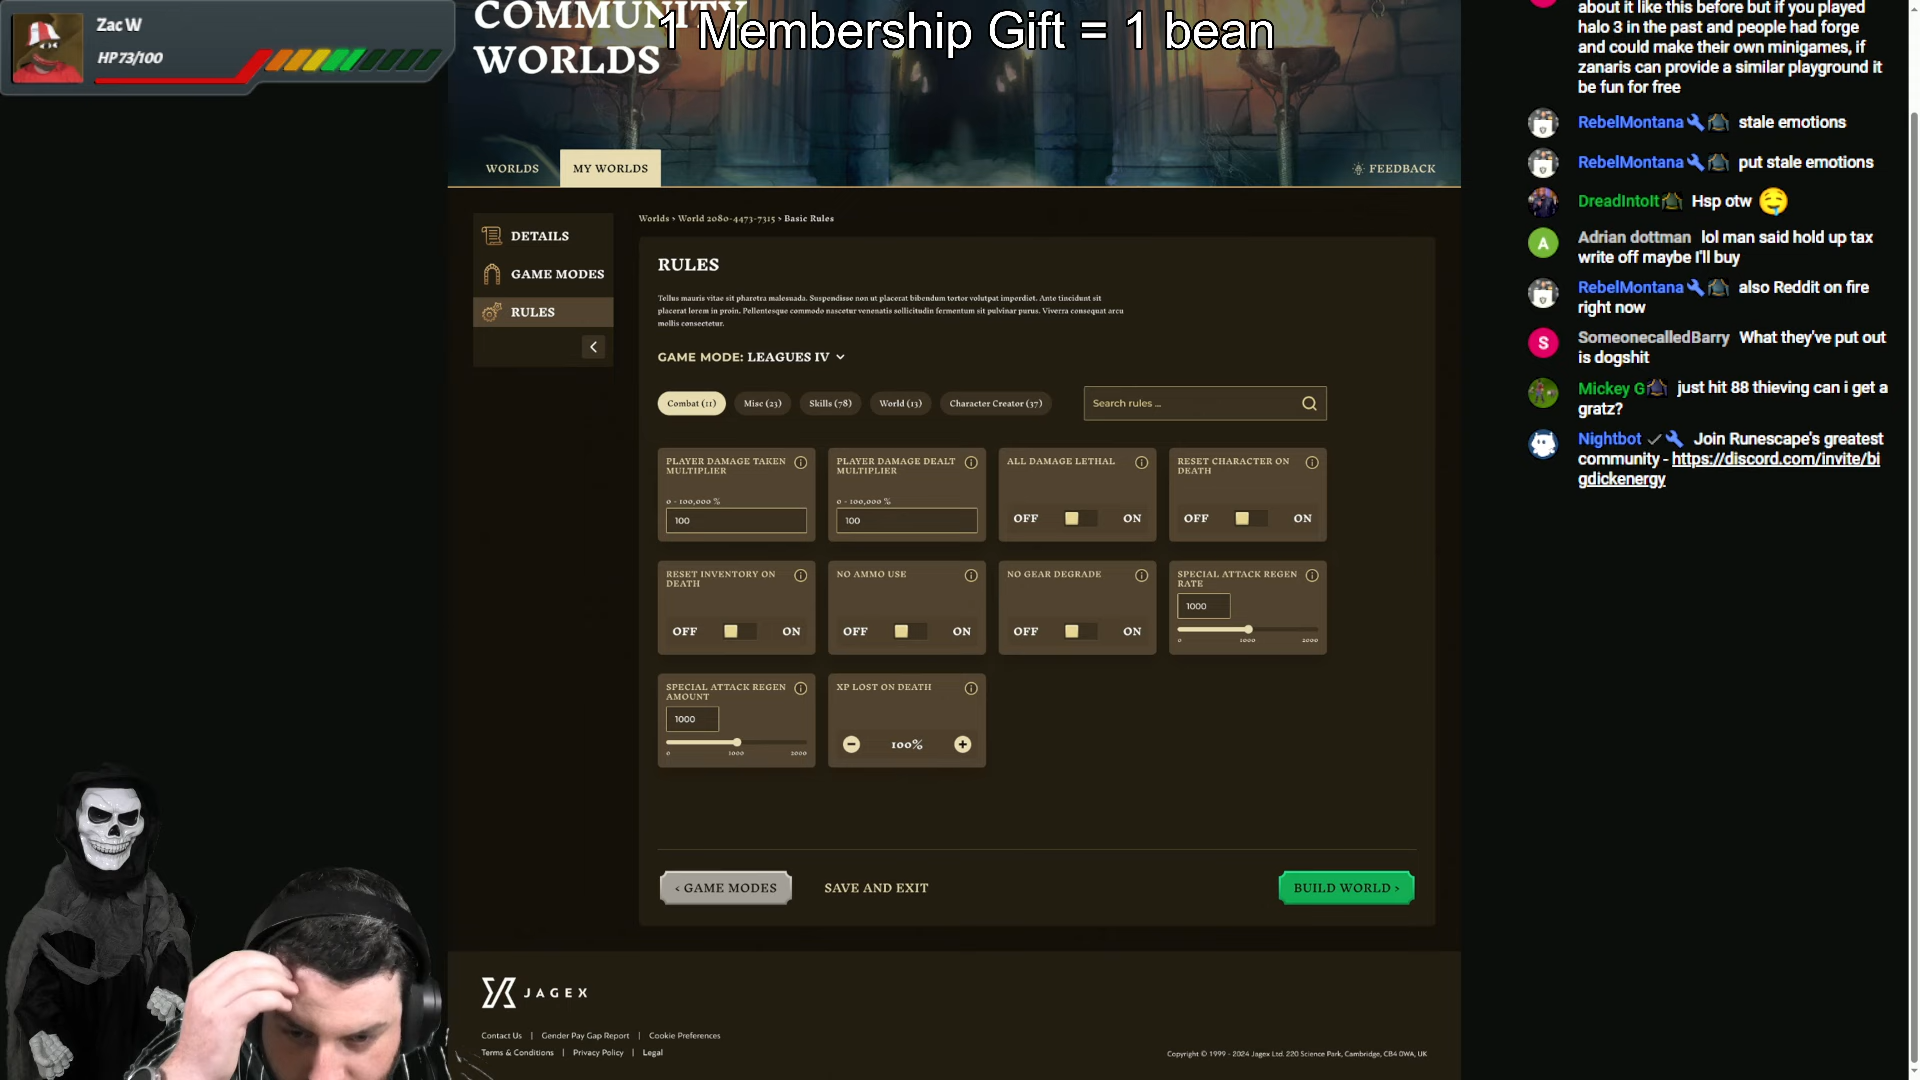 Zac W
HP 73/100
COMMUNITY
WORLDS
1 Membership Gift = 1 bean
WORLDS
MY WORLDS
FEEDBACK
DETAILS
GAME MODES
RULES
Worlds > World 2080-4473-7315 > Basic Rules
RULES
Tellus mauris vitae sit pharetra malesuada. Suspendisse non ut placerat bibendum tortor volutpat imperdiet. Ante tincidunt sit
placerat lorem in proin. Pellentesque commodo nascetur venenatis sollicitudin fermentum sit pulvinar purus. Viverra consequat arcu
mollis consectetur.
GAME MODE: LEAGUES IV
Combat (11)
Misc (23)
Skills (78)
World (13)
Character Creator (37)
Search rules ...
PLAYER DAMAGE TAKEN
MULTIPLIER
0 - 100,000 %
100
PLAYER DAMAGE DEALT
MULTIPLIER
0 - 100,000 %
100
ALL DAMAGE LETHAL
OFF
ON
RESET CHARACTER ON
DEATH
OFF
ON
RESET INVENTORY ON
DEATH
OFF
ON
NO AMMO USE
OFF
ON
NO GEAR DEGRADE
OFF
ON
SPECIAL ATTACK REGEN
RATE
1000
0
1000
2000
SPECIAL ATTACK REGEN
AMOUNT
1000
0
1000
2000
XP LOST ON DEATH
100%
< GAME MODES
SAVE AND EXIT
BUILD WORLD >
JAGEX
Contact Us | Gender Pay Gap Report | Cookie Preferences
Terms & Conditions | Privacy Policy | Legal
Copyright © 1999 - 2024 Jagex Ltd. 220 Science Park, Cambridge, CB4 0WA, UK
about it like this before but if you played
halo 3 in the past and people had forge
and could make their own minigames, if
zanaris can provide a similar playground it
be fun for free
RebelMontana stale emotions
RebelMontana put stale emotions
DreadIntoIt Hsp otw
A
Adrian dottman lol man said hold up tax
write off maybe I'll buy
RebelMontana also Reddit on fire
right now
S
SomeonecalledBarry What they've put out
is dogshit
Mickey G just hit 88 thieving can i get a
gratz?
Nightbot Join Runescape's greatest
community - https://discord.com/invite/bi
gdickenergy